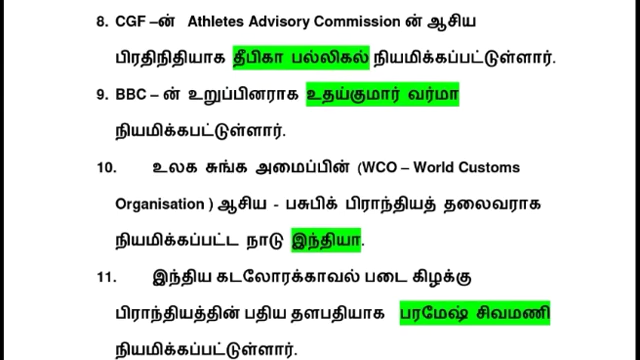 8. CGF –ன் Athletes Advisory Commission ன் ஆசிய
பிரதிநிதியாக தீபிகா பல்லிகல் நியமிக்கப்பட்டுள்ளார்.
9. BBC – ன் உறுப்பினராக உதய்குமார் வர்மா
நியமிக்கபட்டுள்ளார்.
10. உலக சுங்க அமைப்பின் (WCO – World Customs
Organisation ) ஆசிய - பசுபிக் பிராந்தியத் தலைவராக
நியமிக்கப்பட்ட நாடு இந்தியா.
11. இந்திய கடலோரக்காவல் படை கிழக்கு
பிராந்தியத்தின் பதிய தளபதியாக பரமேஷ் சிவமணி
நியமிக்கப்பட்டுள்ளார்.